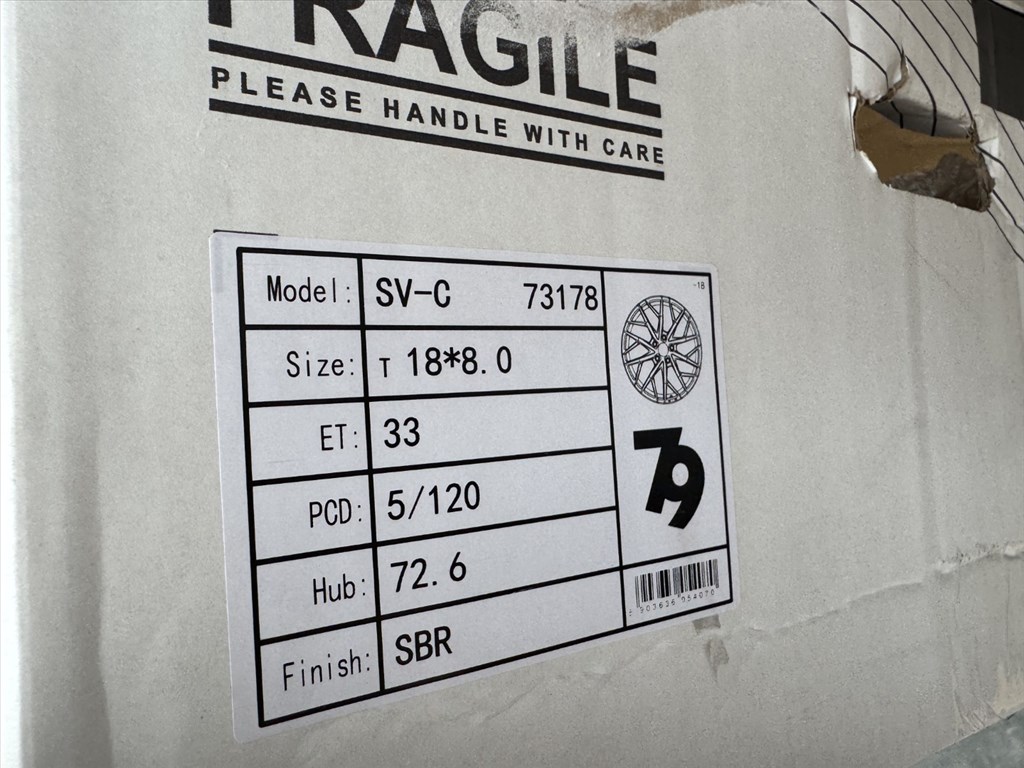 FRAGILE
PLEASE HANDLE WITH CARE
-18
Model: SV-C 73178
Size: T 18*8.0
ET: 33
PCD: 5/120
79
Hub: 72.6
Finish: SBR